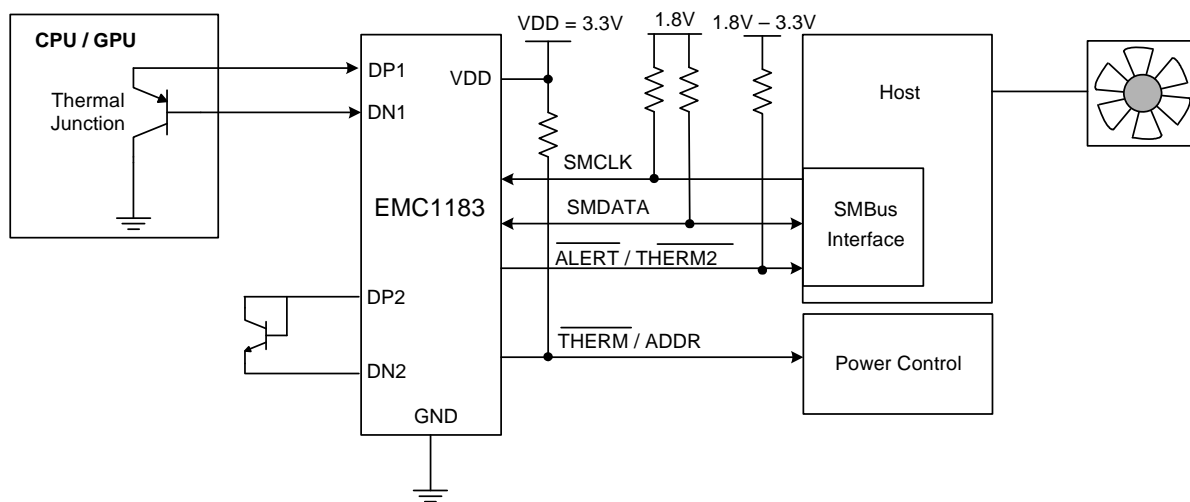 CPU / GPU
Thermal
Junction
DP1
DN1
VDD
EMC1183
DP2
DN2
GND
VDD = 3.3V
1.8V
1.8V – 3.3V
SMCLK
SMDATA
ALERT / THERM2
THERM / ADDR
Host
SMBus
Interface
Power Control